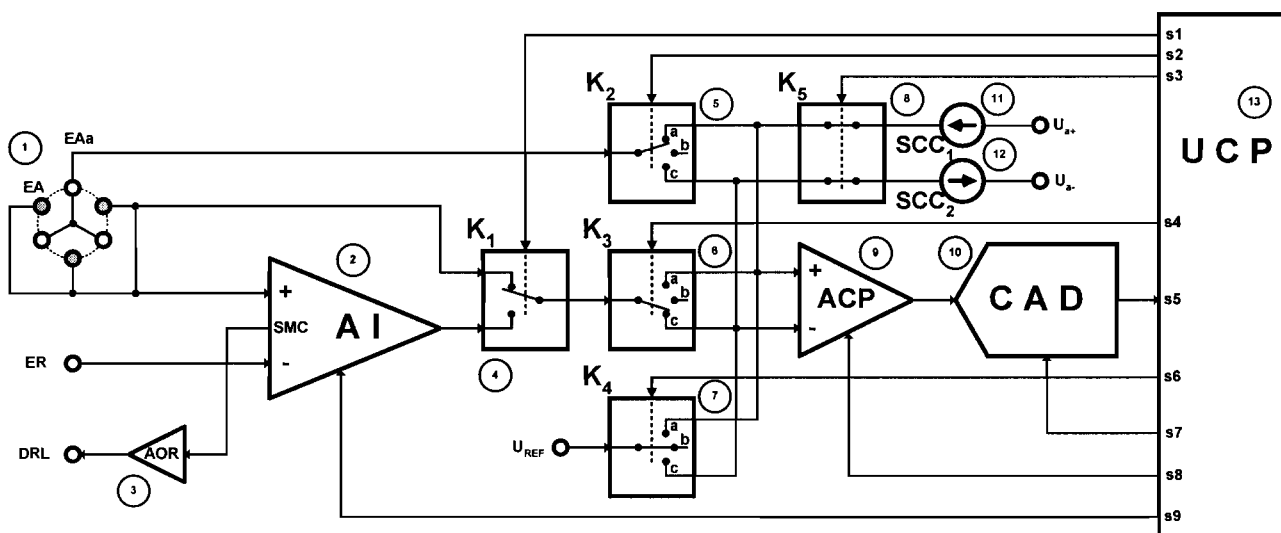 s1
s2
s3
K2
5
K5
8
11
13
EAa
1
a
b
c
SCC1
Ua+
12
UCP
EA
SCC2
Ua-
K1
K3
6
s4
2
9
10
+
a
b
c
+
ACP
-
CAD
s5
SMC
AI
ER
-
4
K4
7
s6
DRL
AOR
3
UREF
a
b
c
s7
s8
s9